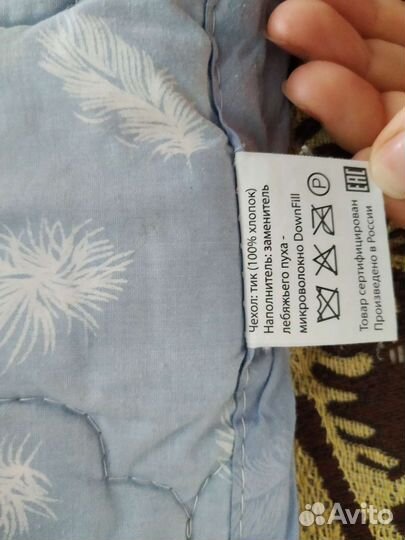 Чехол: тик (100% хлопок)
Наполнитель: заменитель
лебяжьего пуха -
микроволокно DownFill
P
EAC
Товар сертифицирован
Произведено в России
Avito